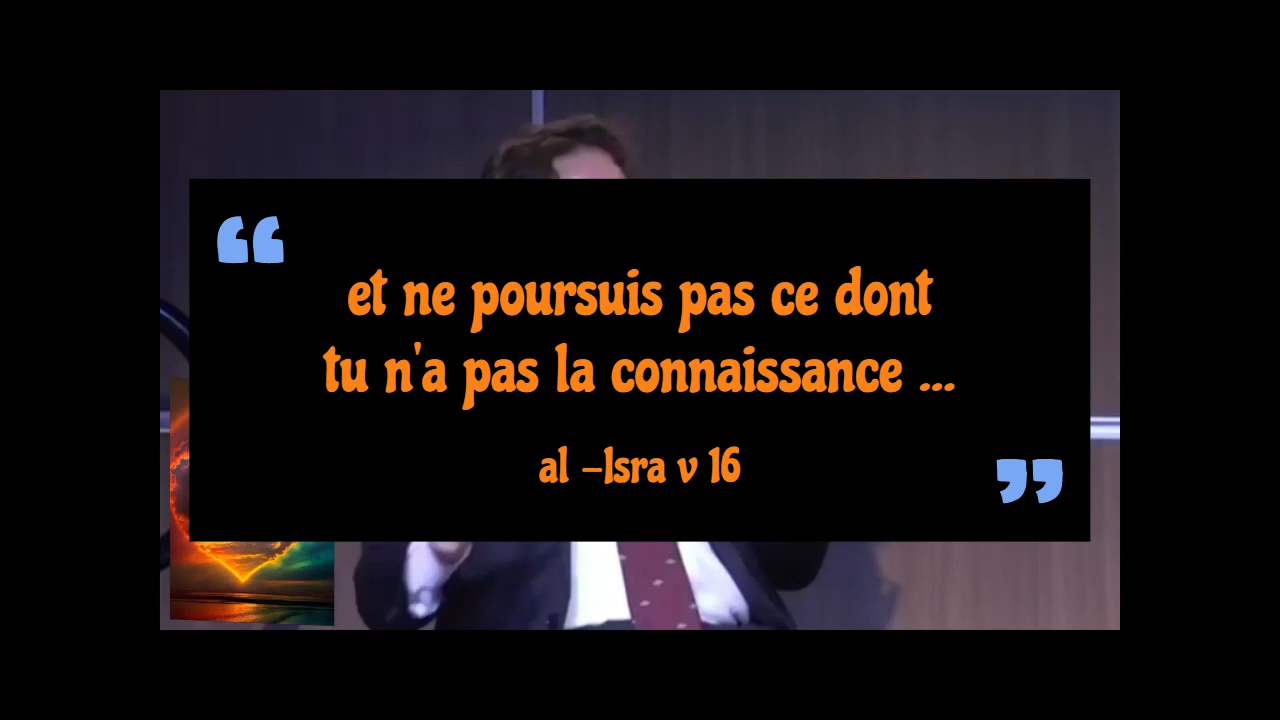 “
et ne poursuis pas ce dont
tu n'a pas la connaissance ...
al -Isra v 16
”